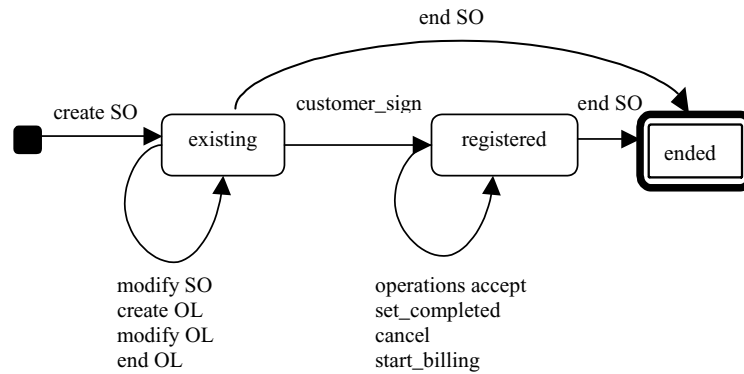 end SO
create SO
customer_sign
end SO
existing
registered
ended
modify SO
create OL
modify OL
end OL
operations accept
set_completed
cancel
start_billing